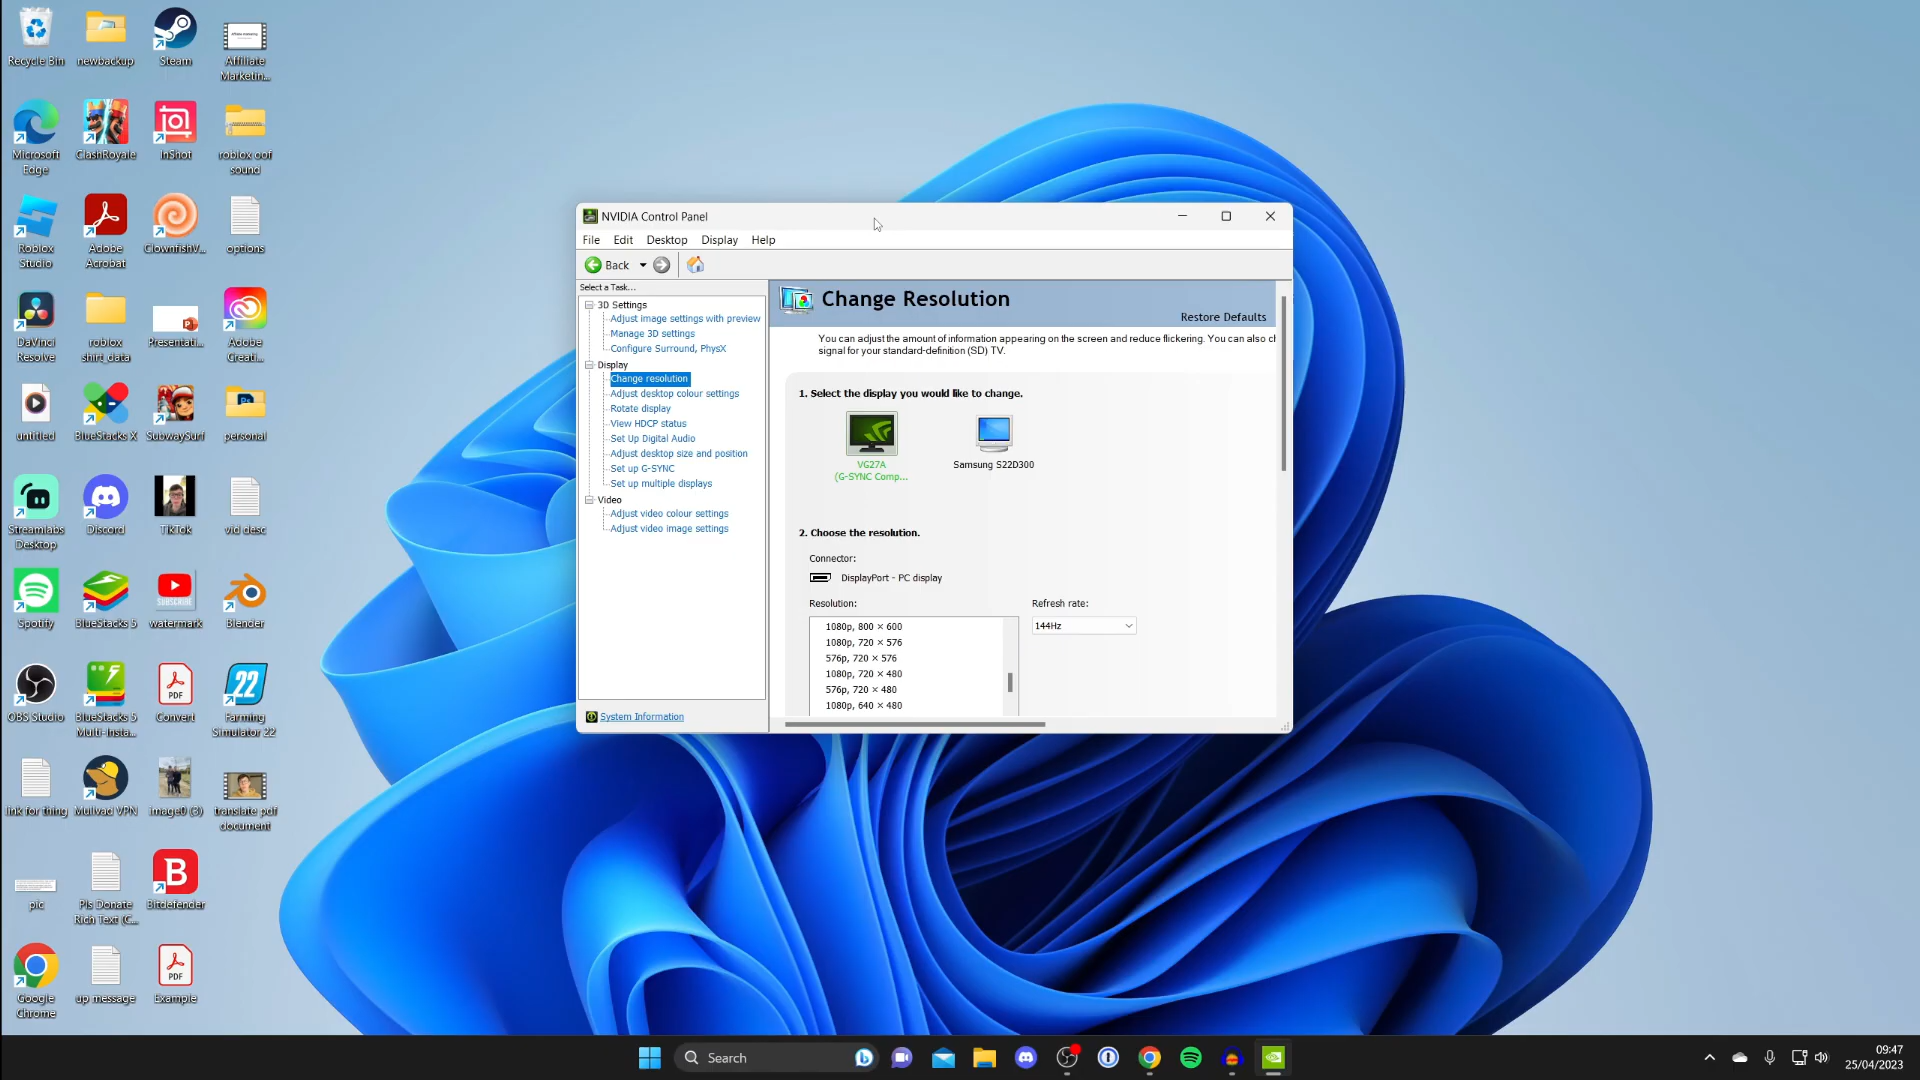 Recycle Bin
newbackup
Steam
Affiliate
Marketin...
Microsoft
Edge
ClashRoyale
InShot
roblox oof
sound
Roblox
Studio
Adobe
Acrobat
ClownfishV...
options
DaVinci
Resolve
roblox
shirt_data
Presentati...
Adobe
Creati...
untitled
BlueStacks X
SubwaySurf
personal
Streamlabs
Desktop
Discord
TikTok
vid desc
Spotify
BlueStacks 5
SUBSCRIBE
watermark
Blender
OBS Studio
BlueStacks 5
Multi-Insta...
PDF
Convert
22
Farming
Simulator 22
link for thing
Mullvad VPN
image0 (3)
translate pdf
document
pic
Pls Donate
Rich Text (C...
B
Bitdefender
Google
Chrome
up message
PDF
Example
NVIDIA Control Panel
File Edit Desktop Display Help
Back
Select a Task...
3D Settings
Adjust image settings with preview
Manage 3D settings
Configure Surround, PhysX
Display
Change resolution
Adjust desktop colour settings
Rotate display
View HDCP status
Set Up Digital Audio
Adjust desktop size and position
Set up G-SYNC
Set up multiple displays
Video
Adjust video colour settings
Adjust video image settings
System Information
Change Resolution
Restore Defaults
You can adjust the amount of information appearing on the screen and reduce flickering. You can also ch
signal for your standard-definition (SD) TV.
1. Select the display you would like to change.
VG27A
(G-SYNC Comp...
Samsung S22D300
2. Choose the resolution.
Connector:
DisplayPort - PC display
Resolution:
Refresh rate:
1080p, 800 × 600
144Hz
1080p, 720 × 576
576p, 720 × 576
1080p, 720 × 480
576p, 720 × 480
1080p, 640 × 480
Search
09:47
25/04/2023